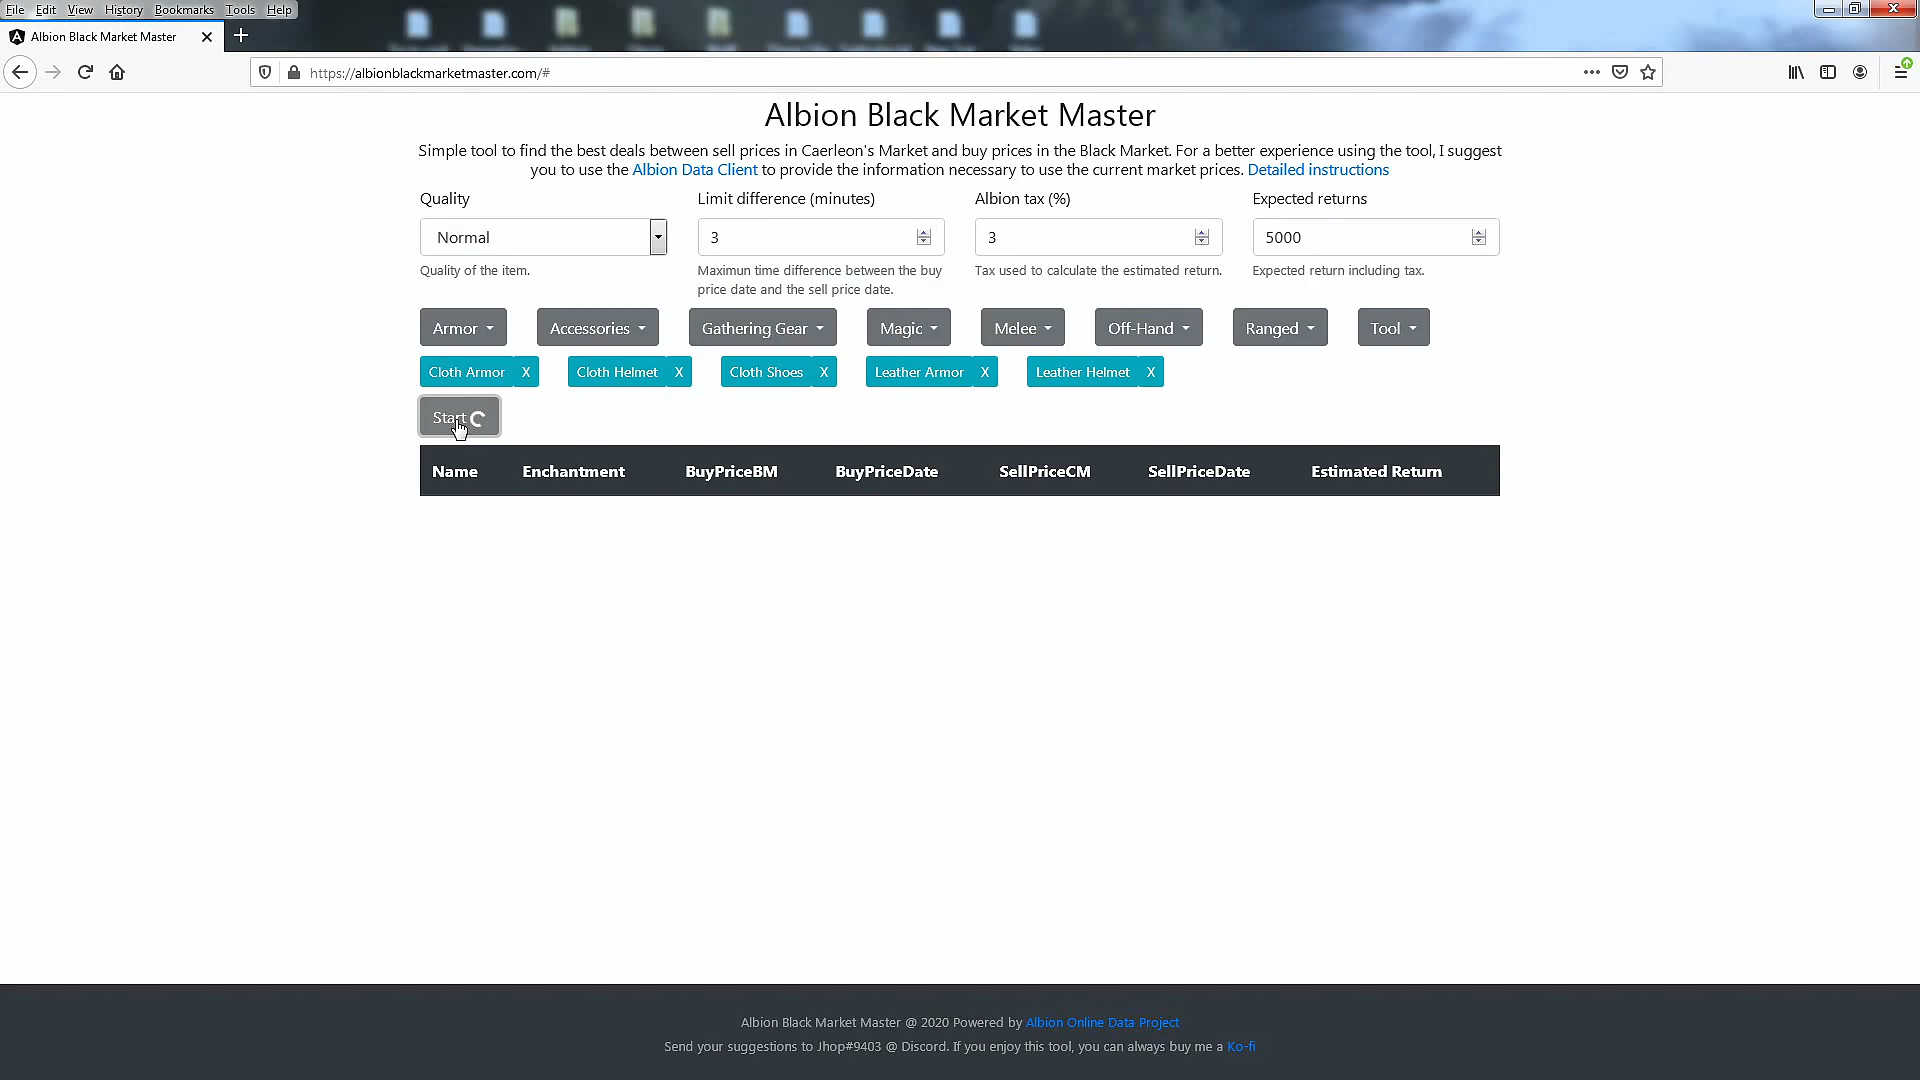 File Edit View History Bookmarks Tools Help
Albion Black Market Master
https://albionblackmarketmaster.com/#
Albion Black Market Master
Simple tool to find the best deals between sell prices in Caerleon's Market and buy prices in the Black Market. For a better experience using the tool, I suggest
you to use the Albion Data Client to provide the information necessary to use the current market prices. Detailed instructions
Quality Limit difference (minutes) Albion tax (%) Expected returns
Normal 3 3 5000
Quality of the item. Maximun time difference between the buy Tax used to calculate the estimated return. Expected return including tax.
price date and the sell price date.
Armor Accessories Gathering Gear Magic Melee Off-Hand Ranged Tool
Cloth Armor X Cloth Helmet X Cloth Shoes X Leather Armor X Leather Helmet X
Start
Name Enchantment BuyPriceBM BuyPriceDate SellPriceCM SellPriceDate Estimated Return
Albion Black Market Master @ 2020 Powered by Albion Online Data Project
Send your suggestions to Jhop#9403 @ Discord. If you enjoy this tool, you can always buy me a Ko-fi